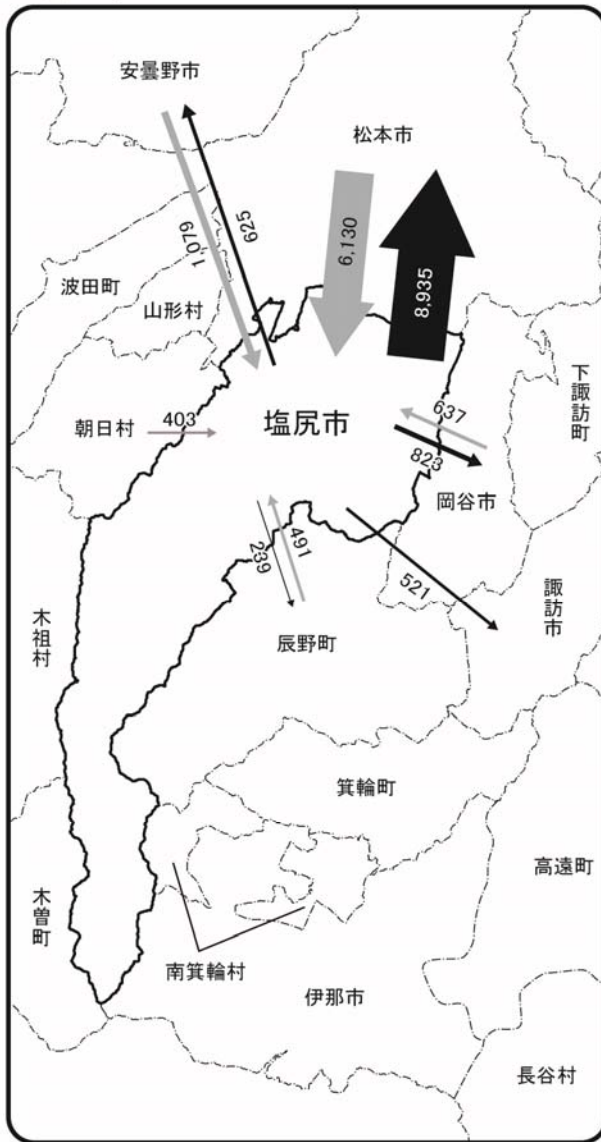 安曇野市
松本市
1,079
625
6,130
8,935
波田町
山形村
下諏訪町
朝日村
403
塩尻市
637
823
岡谷市
239
491
521
諏訪市
木祖村
辰野町
箕輪町
高遠町
木曽町
南箕輪村
伊那市
長谷村